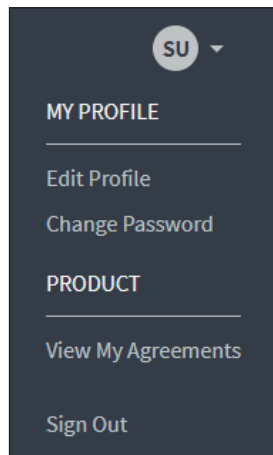 SU
MY PROFILE
Edit Profile
Change Password
PRODUCT
View My Agreements
Sign Out